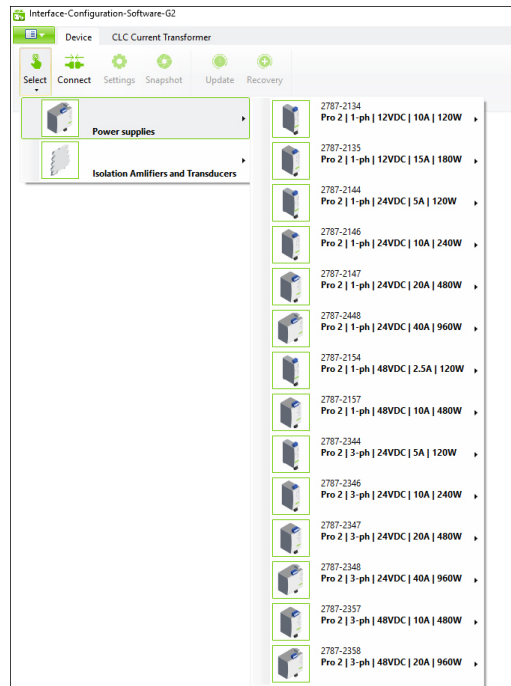 Interface-Configuration-Software-G2
Device CLC Current Transformer
Select Connect Settings Snapshot Update Recovery
Power supplies
Isolation Amlifiers and Transducers
2787-2134
Pro 2 | 1-ph | 12VDC | 10A | 120W
2787-2135
Pro 2 | 1-ph | 12VDC | 15A | 180W
2787-2144
Pro 2 | 1-ph | 24VDC | 5A | 120W
2787-2146
Pro 2 | 1-ph | 24VDC | 10A | 240W
2787-2147
Pro 2 | 1-ph | 24VDC | 20A | 480W
2787-2448
Pro 2 | 1-ph | 24VDC | 40A | 960W
2787-2154
Pro 2 | 1-ph | 48VDC | 2.5A | 120W
2787-2157
Pro 2 | 1-ph | 48VDC | 10A | 480W
2787-2344
Pro 2 | 3-ph | 24VDC | 5A | 120W
2787-2346
Pro 2 | 3-ph | 24VDC | 10A | 240W
2787-2347
Pro 2 | 3-ph | 24VDC | 20A | 480W
2787-2348
Pro 2 | 3-ph | 24VDC | 40A | 960W
2787-2357
Pro 2 | 3-ph | 48VDC | 10A | 480W
2787-2358
Pro 2 | 3-ph | 48VDC | 20A | 960W